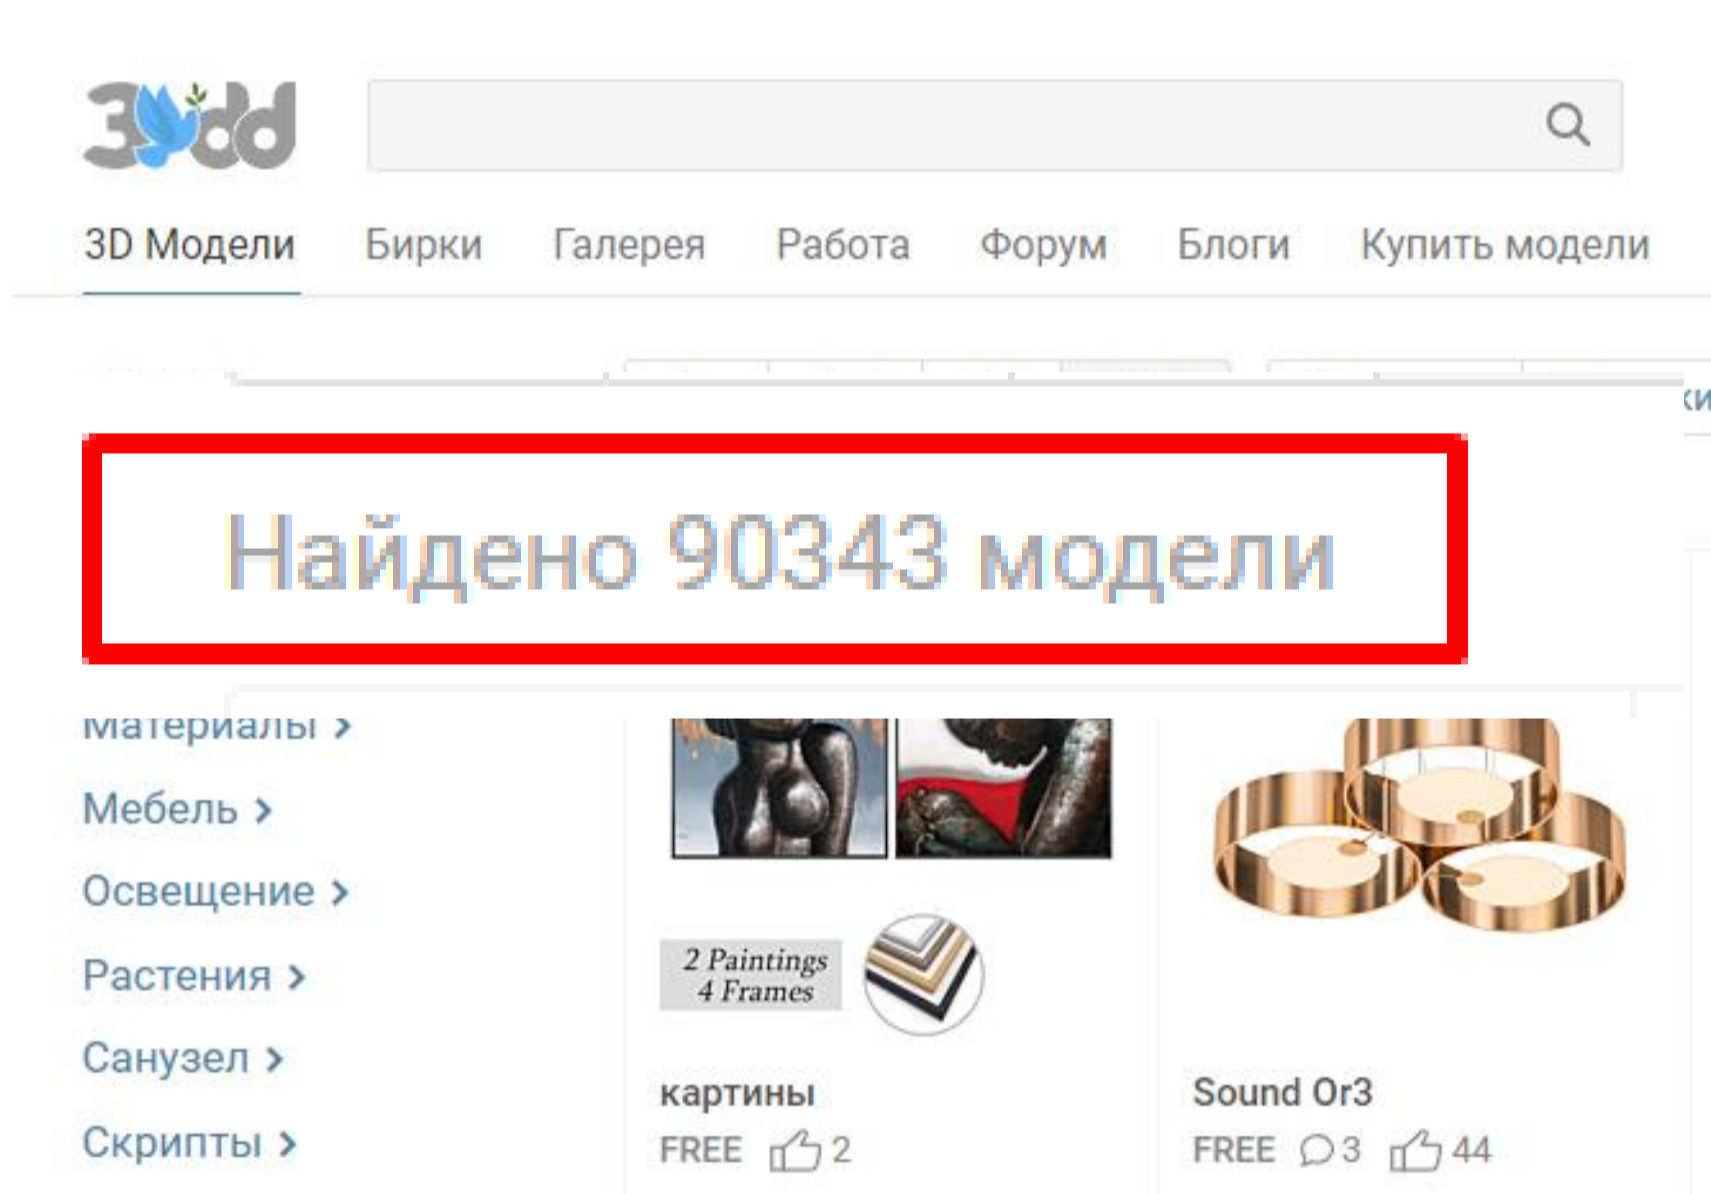 3ddd
3D Модели Бирки Галерея Работа Форум Блоги Купить модели
ки
Найдено 90343 модели
Материалы >
Мебель >
Освещение >
Растения >
Санузел >
Скрипты >
2 Paintings
4 Frames
картины
FREE 2
Sound Or3
FREE 3 44